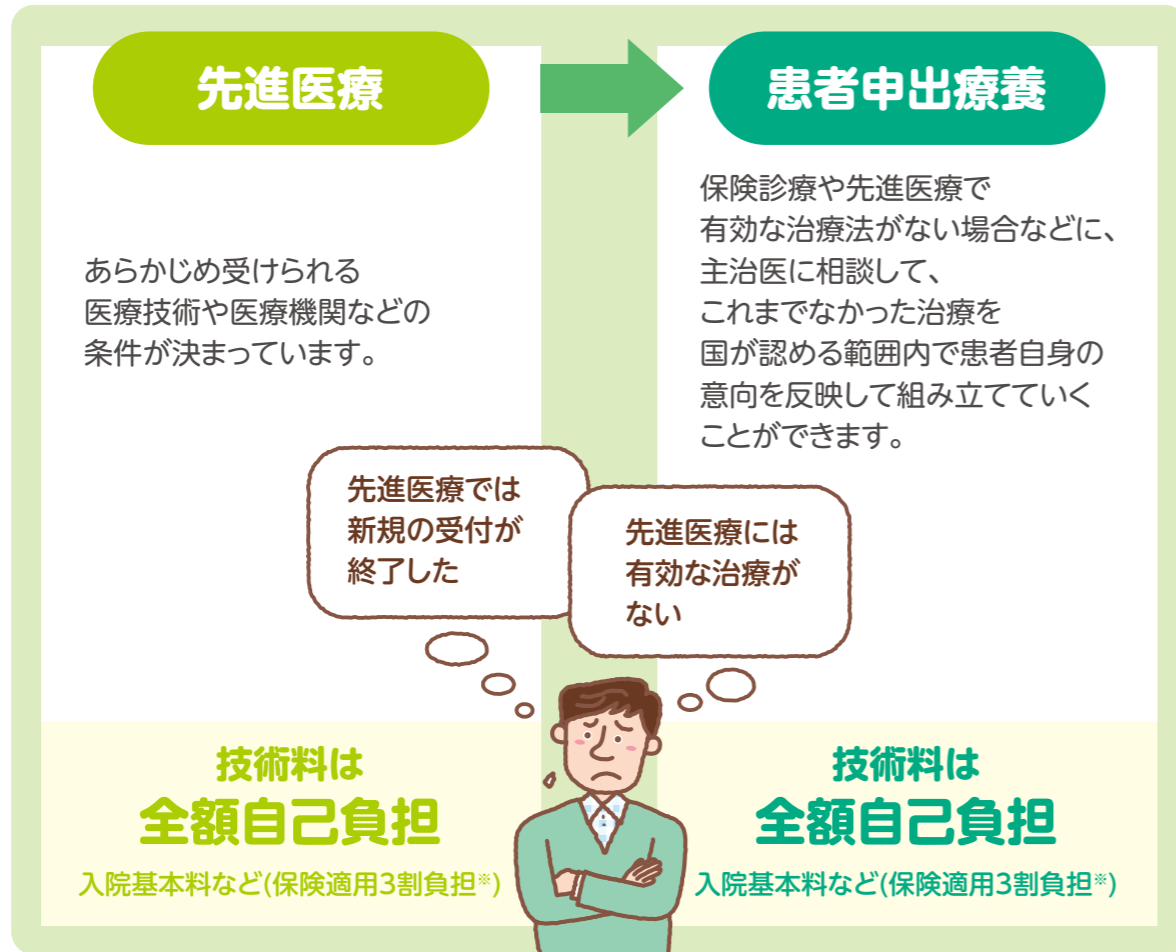 先進医療
あらかじめ受けられる
医療技術や医療機関などの
条件が決まっています。
患者申出療養
保険診療や先進医療で
有効な治療法がない場合などに、
主治医に相談して、
これまでなかった治療を
国が認める範囲内で患者自身の
意向を反映して組み立てていく
ことができます。
先進医療では
新規の受付が
終了した
先進医療には
有効な治療が
ない
技術料は
全額自己負担
入院基本料など(保険適用3割負担※)
技術料は
全額自己負担
入院基本料など(保険適用3割負担※)